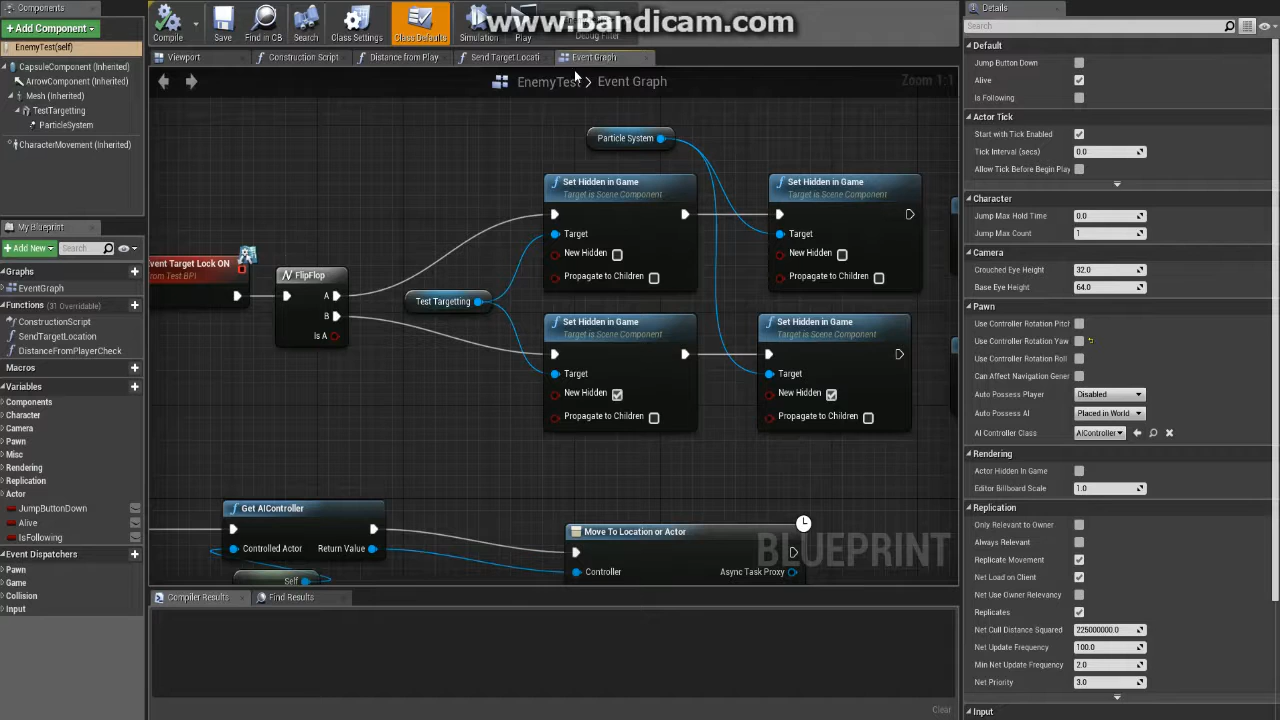 www.Bandicam.com
Components
Add Component
EnemyTest(self)
CapsuleComponent (Inherited)
ArrowComponent (Inherited)
Mesh (Inherited)
TestTargetting
ParticleSystem
CharacterMovement (Inherited)
My Blueprint
Add New
Search
Graphs
EventGraph
Functions (31 Overridable)
ConstructionScript
SendTargetLocation
DistanceFromPlayerCheck
Macros
Variables
Components
Character
Camera
Pawn
Misc
Rendering
Replication
Actor
JumpButtonDown
Alive
IsFollowing
Event Dispatchers
Pawn
Game
Collision
Input
Compile
Save
Find in CB
Search
Class Settings
Class Defaults
Simulation
Play
Debug Filter
Viewport
Construction Script
Distance from Play
Send Target Locati
Event Graph
EnemyTest > Event Graph
Zoom 1:1
Particle System
Set Hidden in Game
Target is Scene Component
Target
New Hidden
Propagate to Children
Set Hidden in Game
Target is Scene Component
Target
New Hidden
Propagate to Children
vent Target Lock ON
rom Test BPI
FlipFlop
A
B
Is A
Test Targetting
Set Hidden in Game
Target is Scene Component
Target
New Hidden
Propagate to Children
Set Hidden in Game
Target is Scene Component
Target
New Hidden
Propagate to Children
Get AIController
Controlled Actor
Return Value
Self
Move To Location or Actor
Controller
Async Task Proxy
BLUEPRINT
Compiler Results
Find Results
Clear
Details
Search
Default
Jump Button Down
Alive
Is Following
Actor Tick
Start with Tick Enabled
Tick Interval (secs) 0.0
Allow Tick Before Begin Play
Character
Jump Max Hold Time 0.0
Jump Max Count 1
Camera
Crouched Eye Height 32.0
Base Eye Height 64.0
Pawn
Use Controller Rotation Pitch
Use Controller Rotation Yaw
Use Controller Rotation Roll
Can Affect Navigation Gener
Auto Possess Player Disabled
Auto Possess AI Placed in World
AI Controller Class AIController
Rendering
Actor Hidden In Game
Editor Billboard Scale 1.0
Replication
Only Relevant to Owner
Always Relevant
Replicate Movement
Net Load on Client
Net Use Owner Relevancy
Replicates
Net Cull Distance Squared 225000000.0
Net Update Frequency 100.0
Min Net Update Frequency 2.0
Net Priority 3.0
Input